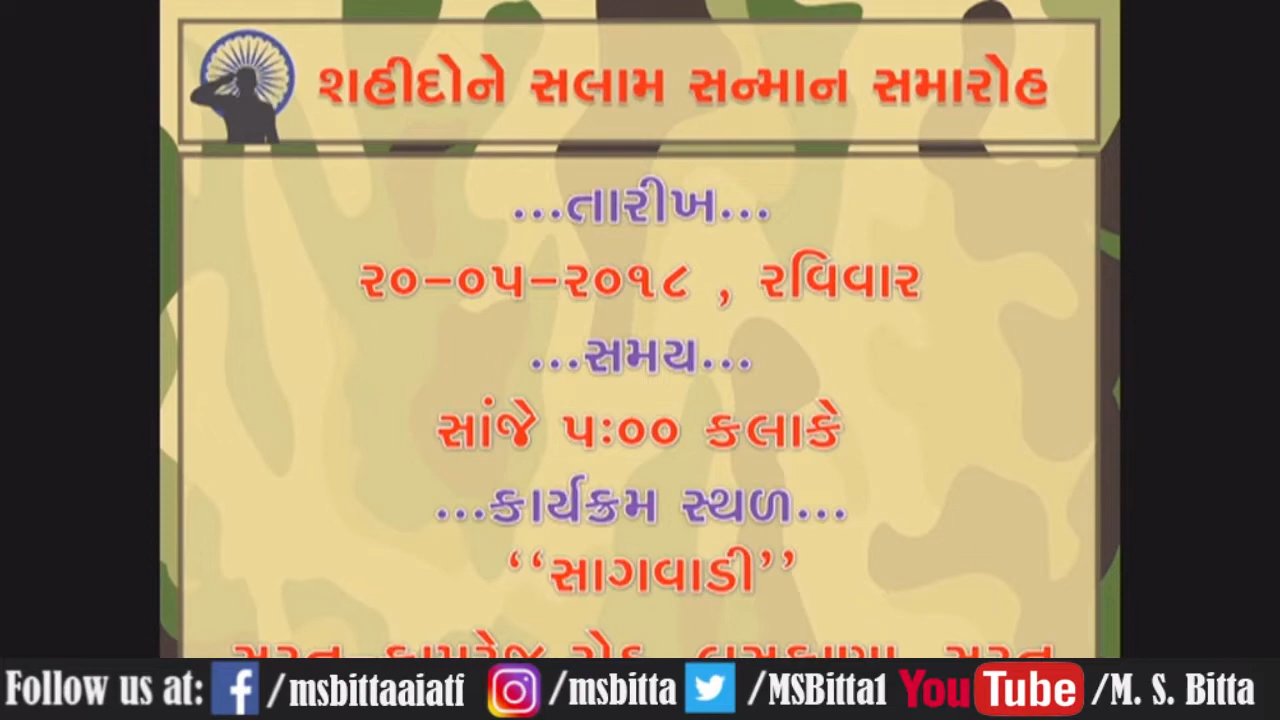 શહીદોને સલામ સન્માન સમારોહ
...તારીખ...
૨૦-૦૫-૨૦૧૮ , રવિવાર
...સમય...
સાંજે ૫:૦૦ કલાકે
...કાર્યક્રમ સ્થળ...
‘‘સાગવાડી’’
Follow us at: f /msbittaaiatf /msbitta /MSBitta1 YouTube /M. S. Bitta